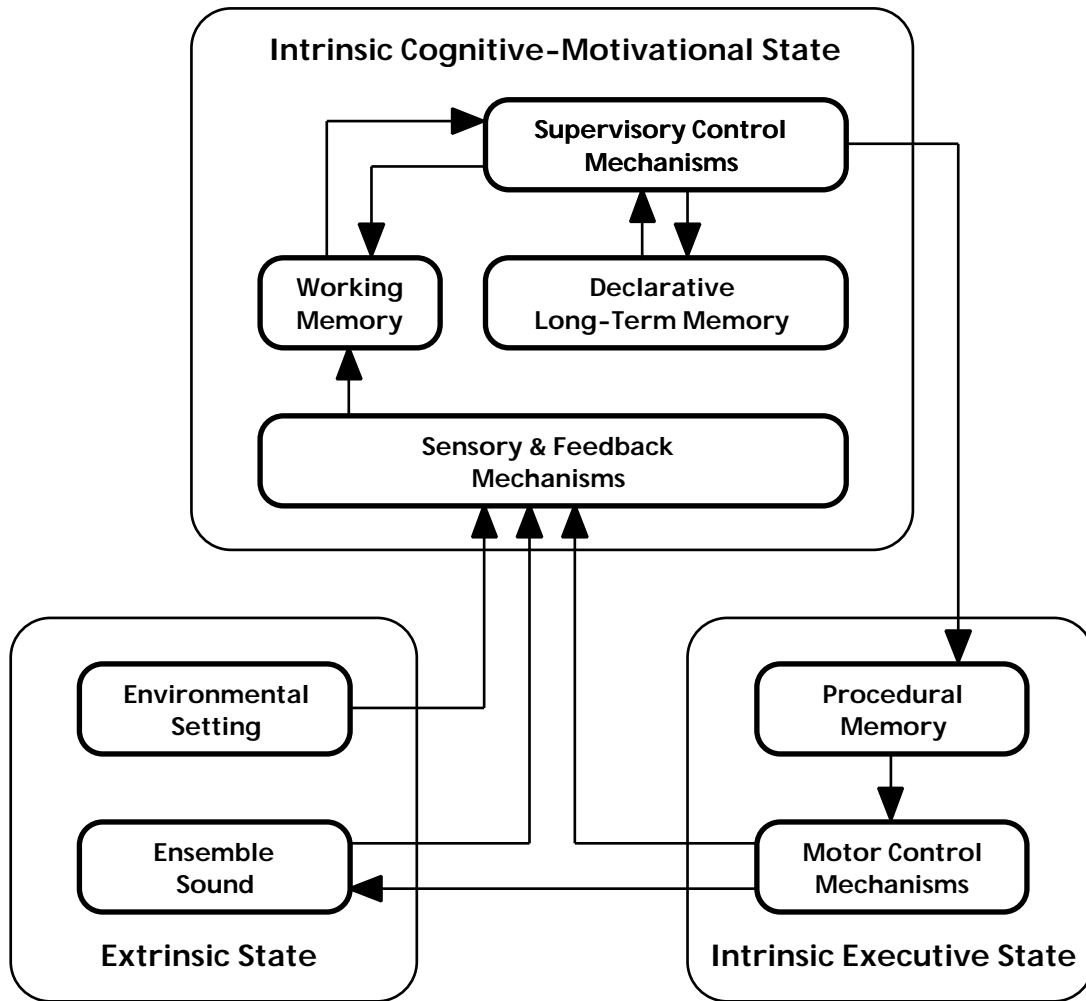 Intrinsic Cognitive-Motivational State
Supervisory Control
Mechanisms
Working
Memory
Declarative
Long-Term Memory
Sensory & Feedback
Mechanisms
Environmental
Setting
Ensemble
Sound
Extrinsic State
Procedural
Memory
Motor Control
Mechanisms
Intrinsic Executive State